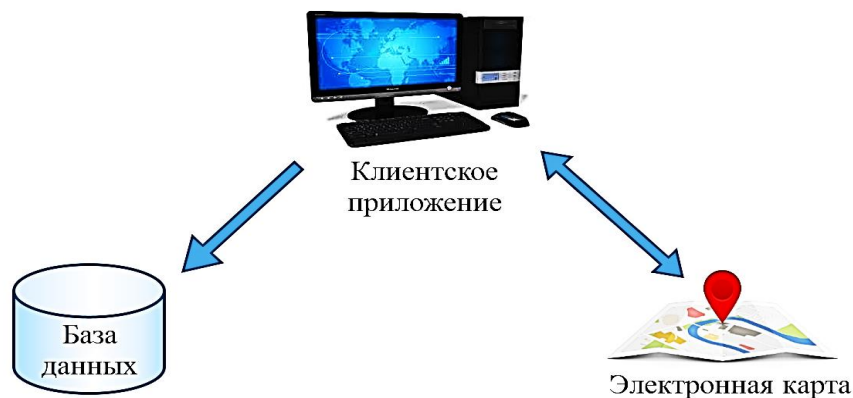 Клиентское
приложение
База
данных
Электронная карта